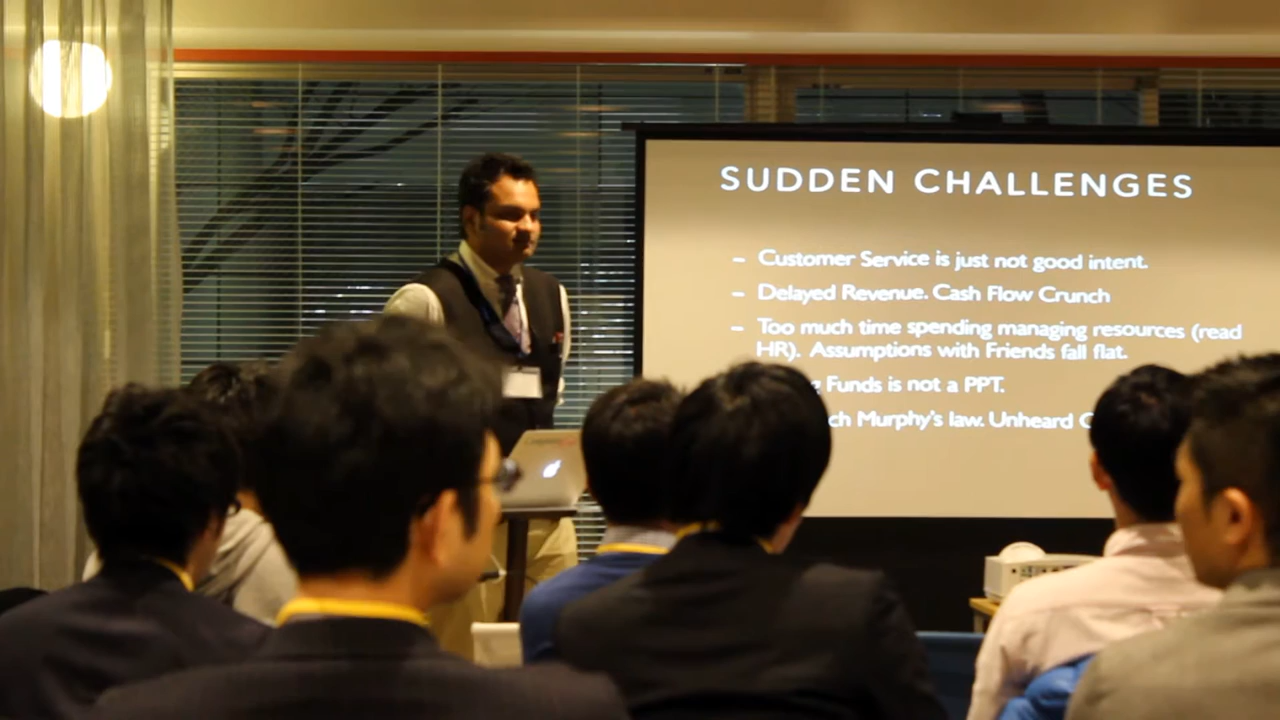 SUDDEN CHALLENGES
– Customer Service is just not good intent.
– Delayed Revenue. Cash Flow Crunch
– Too much time spending managing resources (read
HR). Assumptions with Friends fall flat.
Funds is not a PPT.
Murphy's law. Unheard